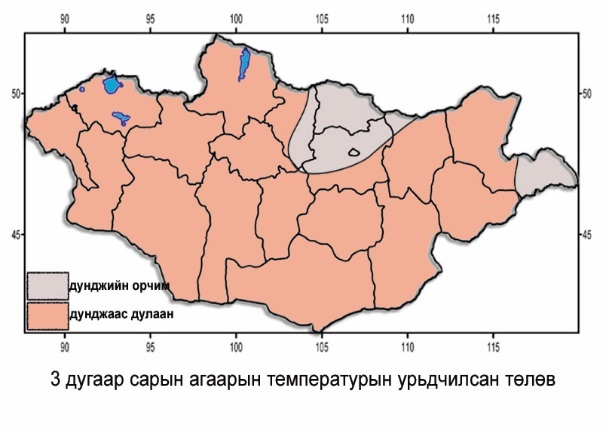 90 95 100 105 110 115
50 50
45 45
дунджийн орчим
дунджаас дулаан
90 95 100 105 110 115
3 дугаар сарын агаарын температурын урьдчилсан төлөв